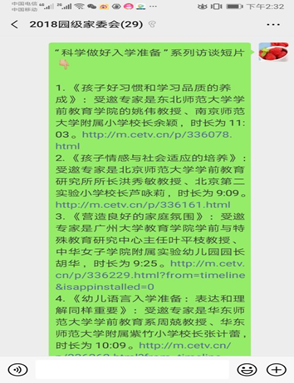 中国电信
中国移动
下午2:32
2018园级家委会(29)
“科学做好入学准备”系列访谈短片
1. 《孩子好习惯和学习品质的养
成》：受邀专家是东北师范大学学
前教育学院的姚伟教授、南京师范
大学附属小学校长余颖，时长为11:
03。http://m.cetv.cn/p/336078.
html
2. 《孩子情感与社会适应的培养》:
受邀专家是北京师范大学学前教育
研究所所长洪秀敏教授、北京第二
实验小学校长芦咏莉，时长为9:09。
http://m.cetv.cn/p/336161.html
3. 《营造良好的家庭氛围》：受邀
专家是广州大学教育学院学前与特
殊教育研究中心主任叶平枝教授、
中华女子学院附属实验幼儿园园长
胡华，时长为9:25。http://m.cet
v.cn/p/336229.html?from=timeline
&isappinstalled=0
4. 《幼儿语言入学准备：表达和理
解同样重要》：受邀专家是华东师
范大学学前教育系周兢教授、华东
师范大学附属紫竹小学校长张计蕾，
时长为10:09。http://m.cetv.cn/